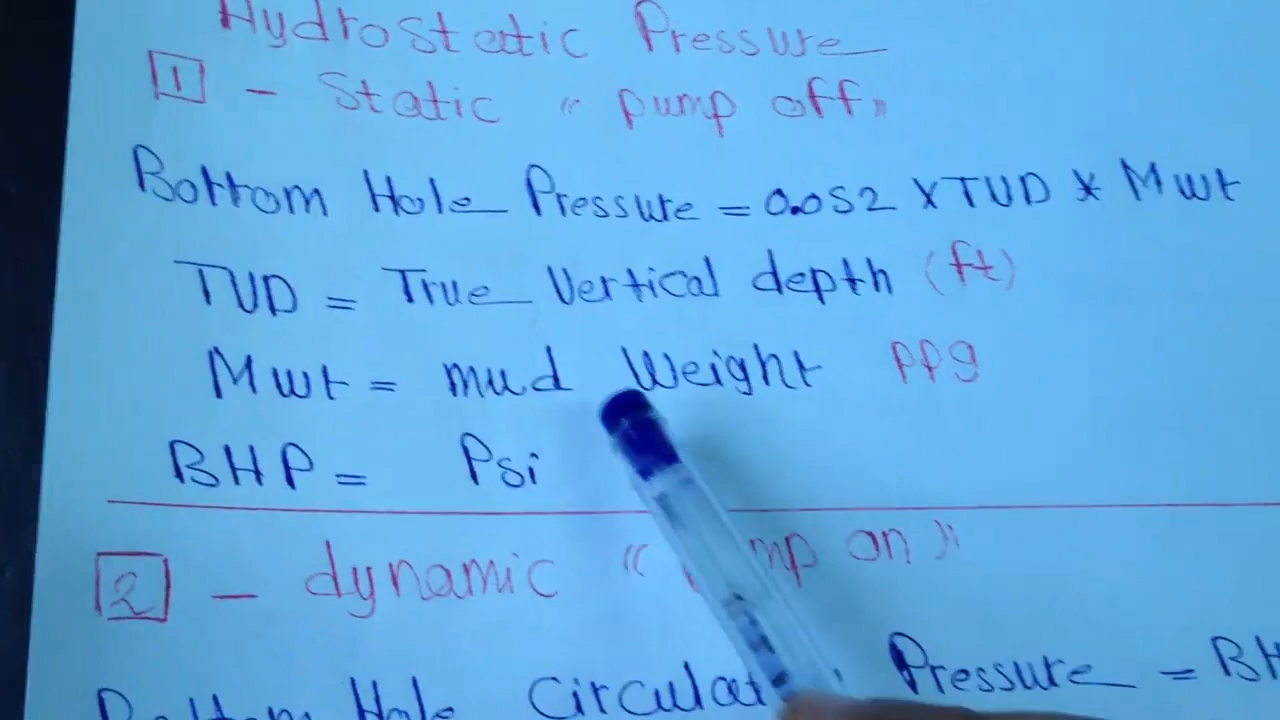 Hydrostatic Pressure
1 - Static " pump off"
Bottom Hole Pressure = 0.052 x TVD * Mwt
TVD = True Vertical depth (ft)
Mwt = mud Weight ppg
BHP = Psi
2 - dynamic " on "
Bottom Hole Pressure = BH